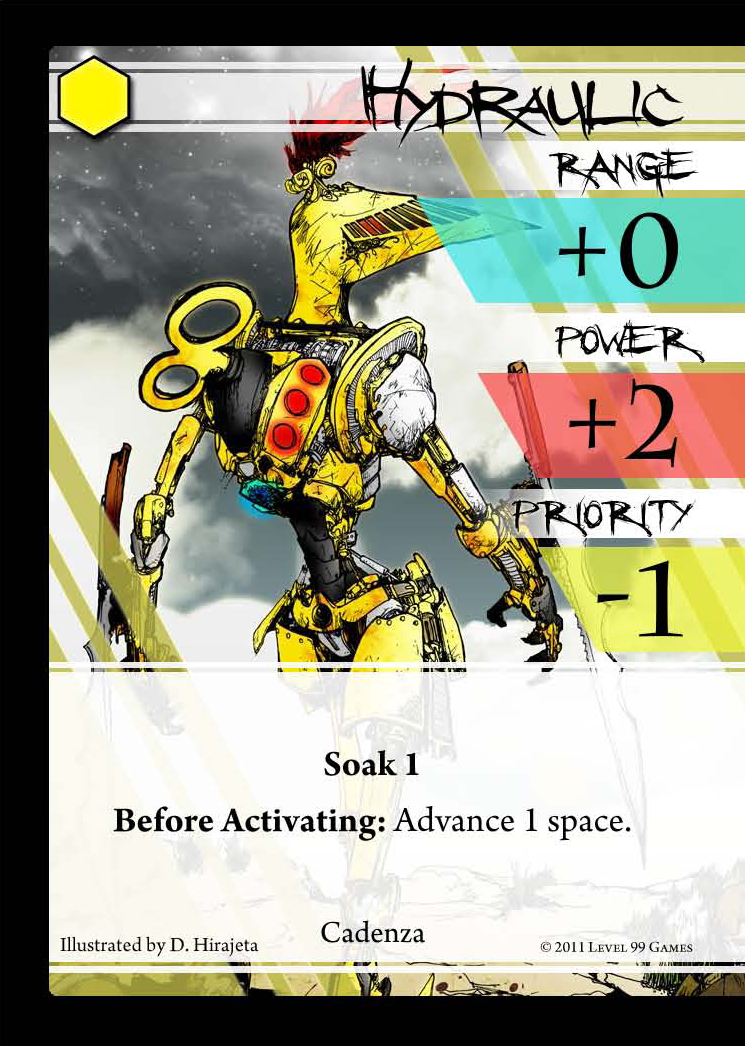 Hydraulic
RANGE
+0
POWER
+2
PRIORITY
-1
Soak 1
Before Activating: Advance 1 space.
Cadenza
Illustrated by D. Hirajeta
© 2011 Level 99 Games